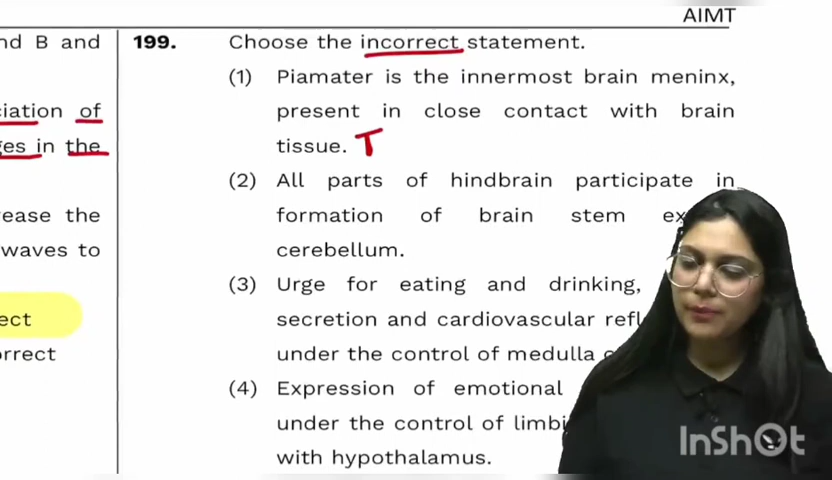 AIMT
nd B and
ciation of
ges in the
rease the
waves to
ect
orrect
199. Choose the incorrect statement.
(1) Piamater is the innermost brain meninx,
present in close contact with brain
tissue. T
(2) All parts of hindbrain participate in
formation of brain stem
cerebellum.
(3) Urge for eating and drinking,
secretion and cardiovascular
under the control of medulla
(4) Expression of emotional
under the control of
with hypothalamus.
InShOt